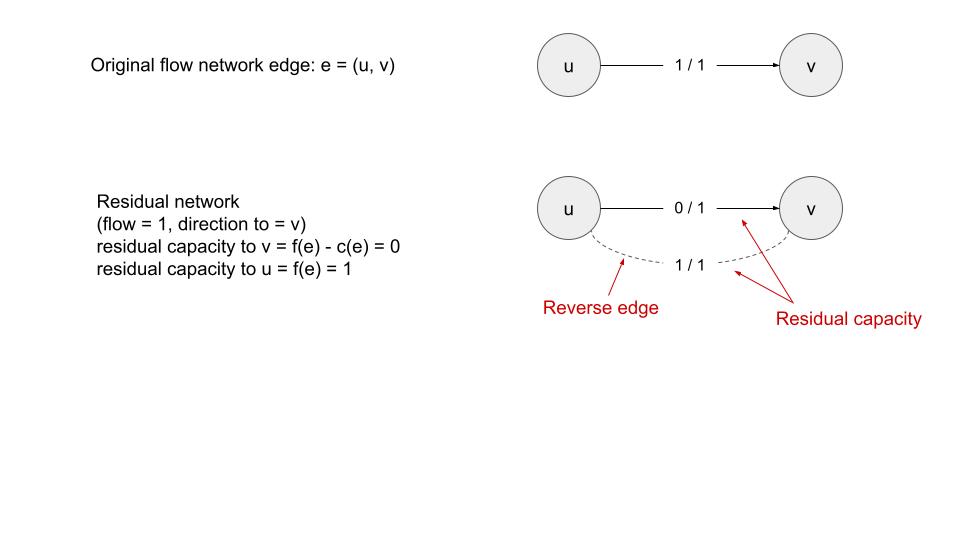 Original flow network edge: e = (u, v)
u
1 / 1
v
Residual network
(flow = 1, direction to = v)
residual capacity to v = f(e) - c(e) = 0
residual capacity to u = f(e) = 1
u
0 / 1
v
1 / 1
Reverse edge
Residual capacity